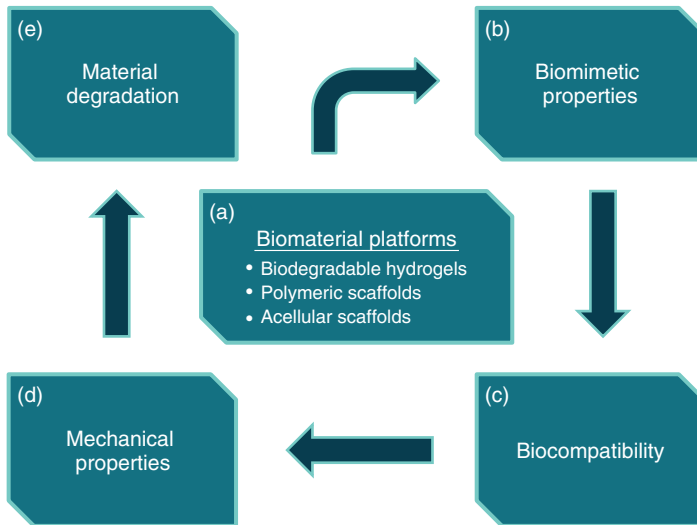 (e)
Material
degradation
(b)
Biomimetic
properties
(a)
Biomaterial platforms
• Biodegradable hydrogels
• Polymeric scaffolds
• Acellular scaffolds
(d)
Mechanical
properties
(c)
Biocompatibility